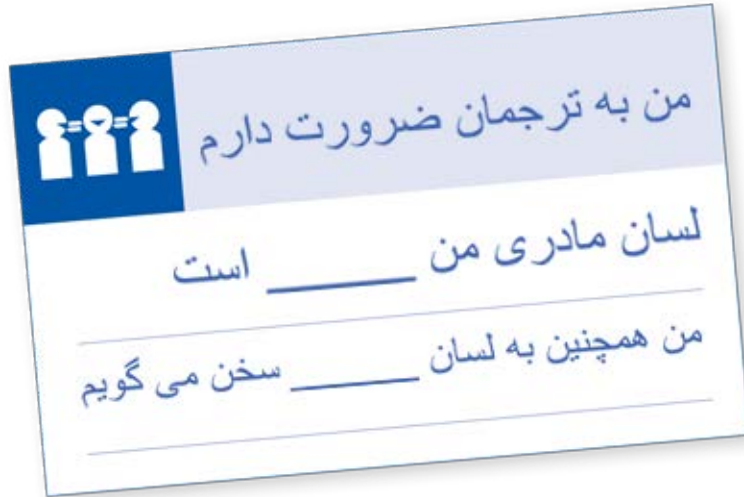 من به ترجمان ضرورت دارم
لسان مادری من ______ است
من همچنین به لسان ______ سخن می گویم